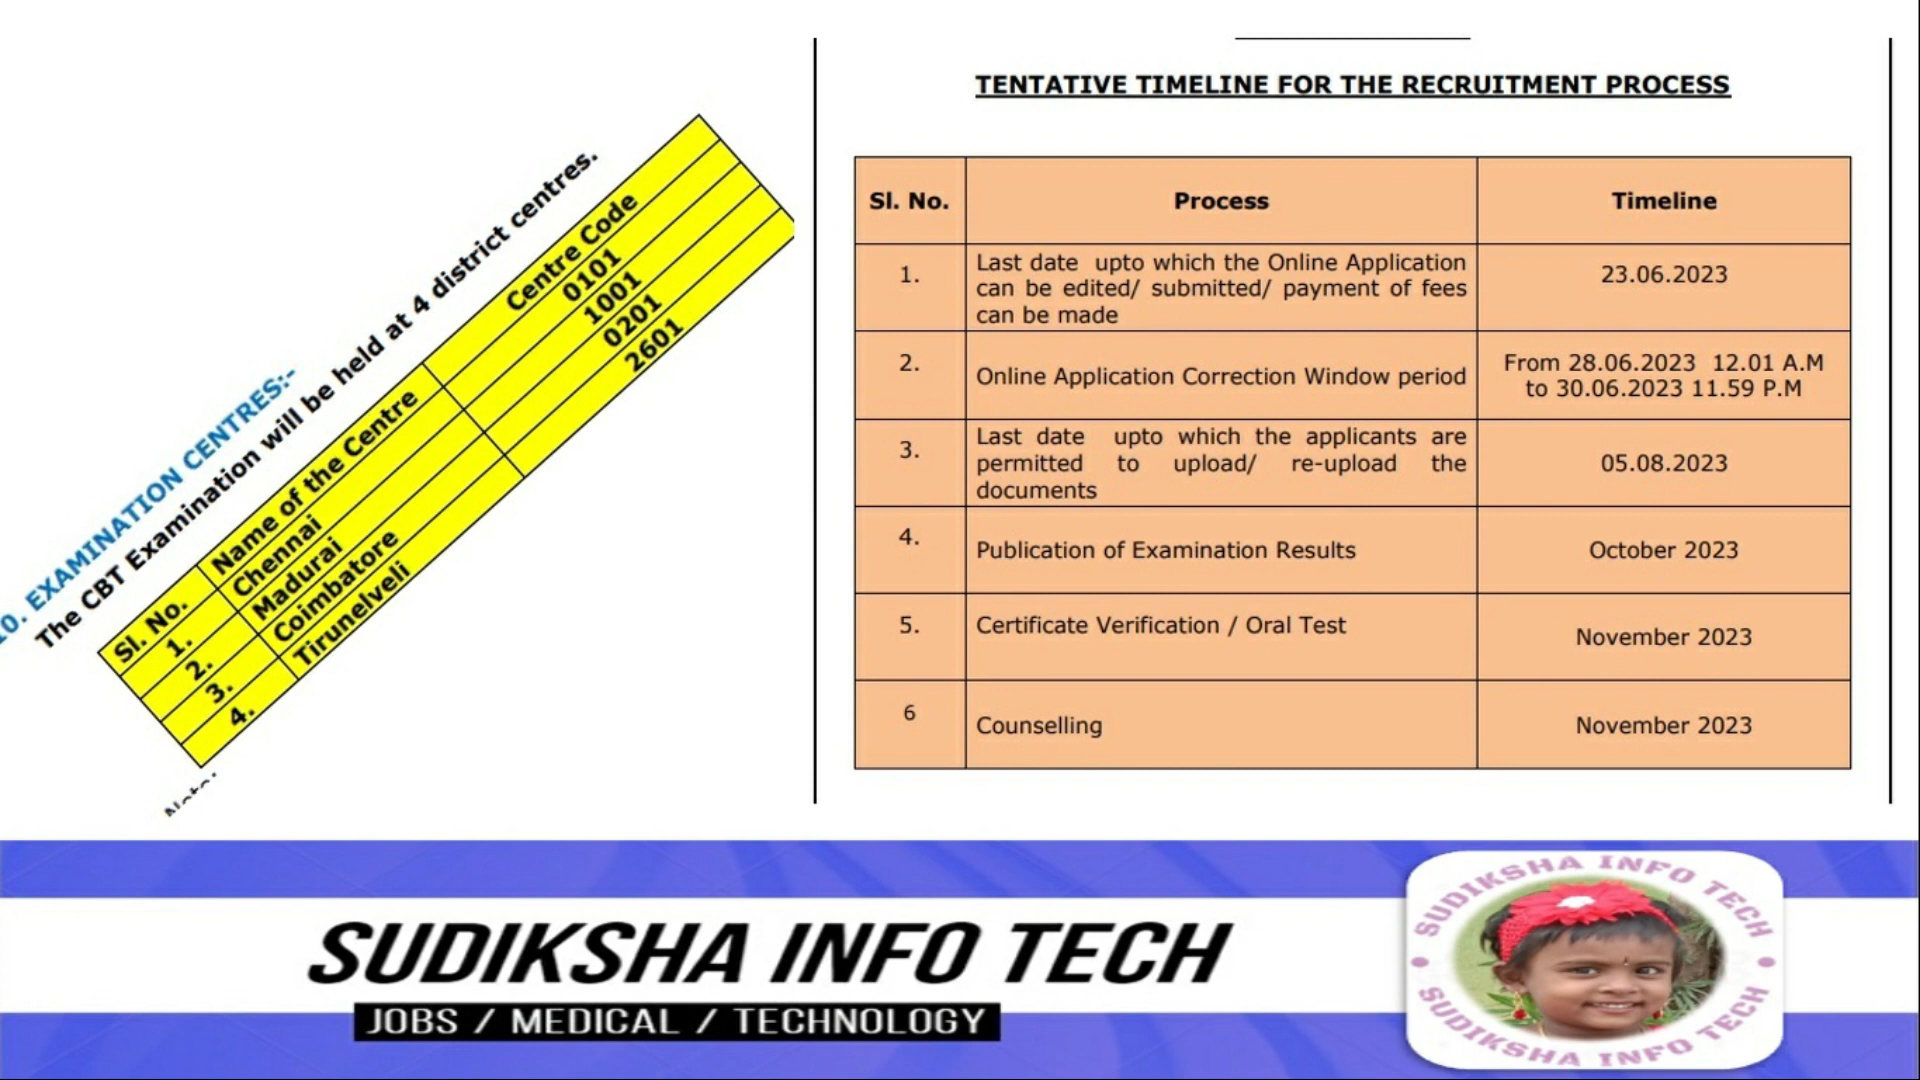 10. EXAMINATION CENTRES:-
The CBT Examination will be held at 4 district centres.
Sl. No. Name of the Centre Centre Code
1. Chennai 0101
2. Madurai 1001
3. Coimbatore 0201
4. Tirunelveli 2601
Note:
TENTATIVE TIMELINE FOR THE RECRUITMENT PROCESS
Sl. No. Process Timeline
1. Last date upto which the Online Application
can be edited/ submitted/ payment of fees
can be made
23.06.2023
2. Online Application Correction Window period
From 28.06.2023 12.01 A.M
to 30.06.2023 11.59 P.M
3. Last date upto which the applicants are
permitted to upload/ re-upload the
documents
05.08.2023
4. Publication of Examination Results October 2023
5. Certificate Verification / Oral Test November 2023
6 Counselling November 2023
SUDIKSHA INFO TECH
JOBS / MEDICAL / TECHNOLOGY
SUDIKSHA INFO TECH
SUDIKSHA INFO TECH